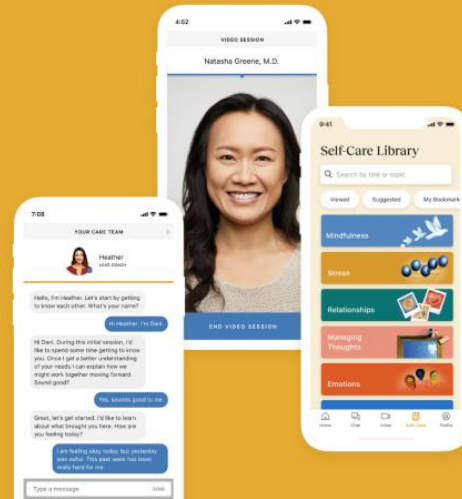 4:52
VIDEO SESSION
Natasha Greene, M.D.
END VIDEO SESSION
9:41
Self-Care Library
Search by title or topic
Viewed
Suggested
My Bookmark
Mindfulness
Stress
Relationships
Managing
Thoughts
Emotions
Home
Chat
Video
Self-Care
Profile
7:08
YOUR CARE TEAM
Heather
LEAD COACH
Hello, I'm Heather. Let's start by getting
to know each other. What's your name?
Hi Heather. I'm Dani.
Hi Dani. During this initial session, I'd
like to spend some time getting to know
you. Once I get a better understanding
of your needs I can explain how we
might work together moving forward.
Sound good?
Yes, sounds good to me.
Great, let's get started. I'd like to learn
about what brought you here. How are
you feeling today?
I am feeling okay today, but yesterday
was awful. This past week has been
really hard for me.
Type a message
SEND